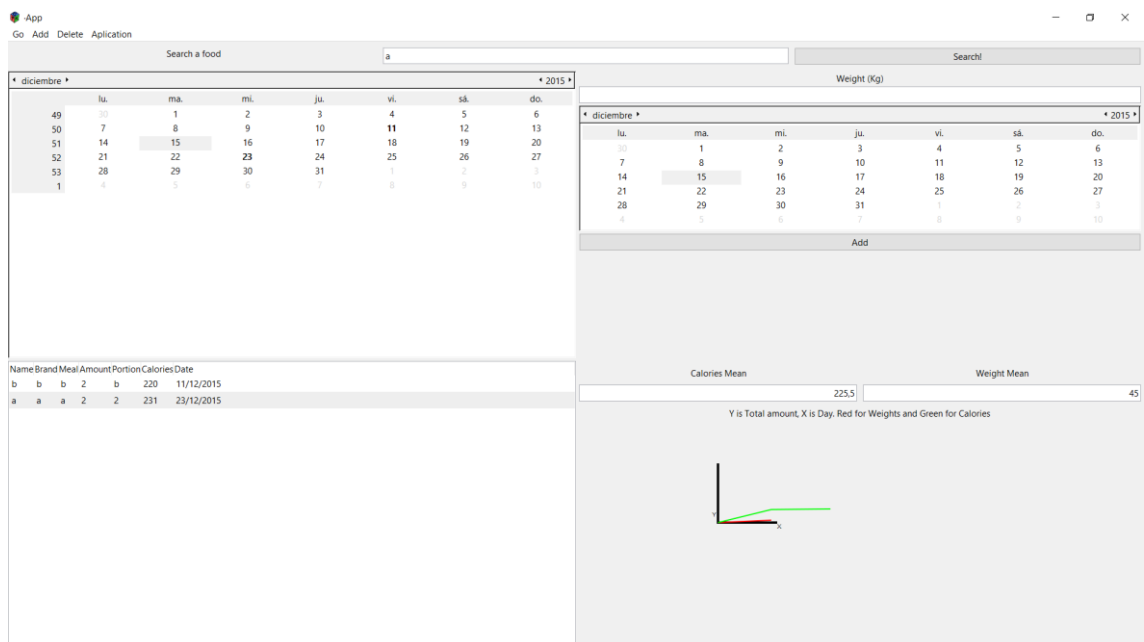 -App
Go Add Delete Aplication
Search a food a Search!
diciembre 2015
lu. ma. mi. ju. vi. sá. do.
49 30 1 2 3 4 5 6
50 7 8 9 10 11 12 13
51 14 15 16 17 18 19 20
52 21 22 23 24 25 26 27
53 28 29 30 31 1 2 3
1 4 5 6 7 8 9 10
Weight (Kg)
diciembre 2015
lu. ma. mi. ju. vi. sá. do.
30 1 2 3 4 5 6
7 8 9 10 11 12 13
14 15 16 17 18 19 20
21 22 23 24 25 26 27
28 29 30 31 1 2 3
4 5 6 7 8 9 10
Add
Name Brand Meal Amount Portion Calories Date
b b b 2 b 220 11/12/2015
a a a 2 2 231 23/12/2015
Calories Mean Weight Mean
225,5 45
Y is Total amount, X is Day. Red for Weights and Green for Calories
Y
X